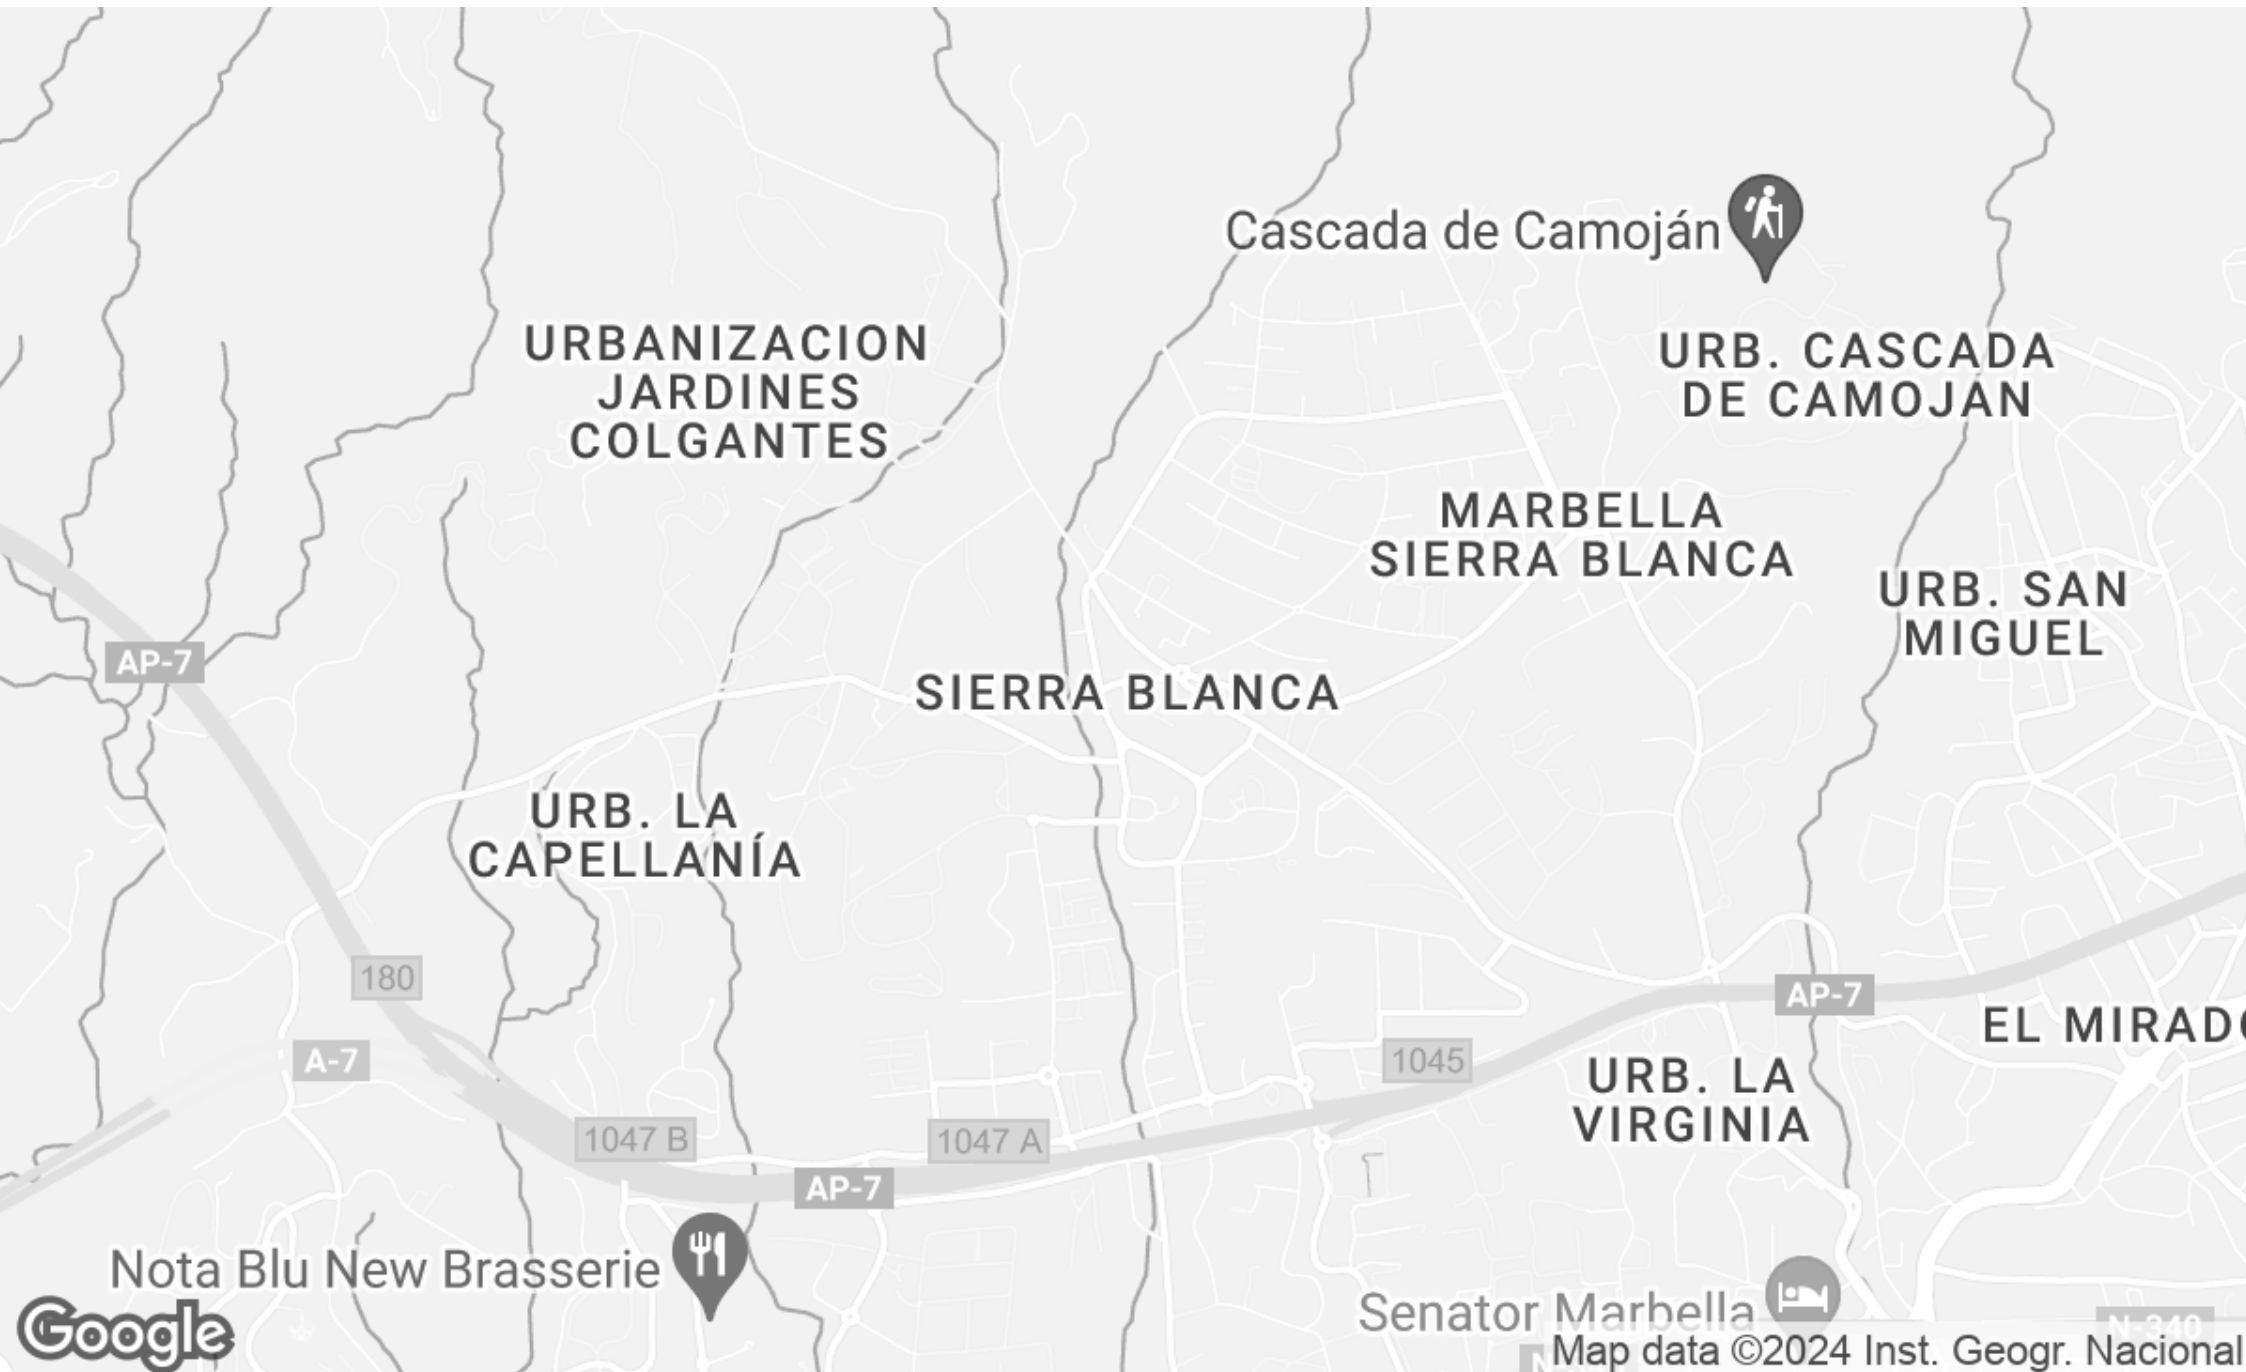 Cascada de Camoján
URBANIZACION
JARDINES
COLGANTES
URB. CASCADA
DE CAMOJAN
MARBELLA
SIERRA BLANCA
URB. SAN
MIGUEL
AP-7
SIERRA BLANCA
URB. LA
CAPELLANÍA
180
AP-7
EL MIRADO
A-7
1045
URB. LA
VIRGINIA
1047 B
1047 A
AP-7
Nota Blu New Brasserie
Senator Marbella
Google
N-340
Map data ©2024 Inst. Geogr. Nacional